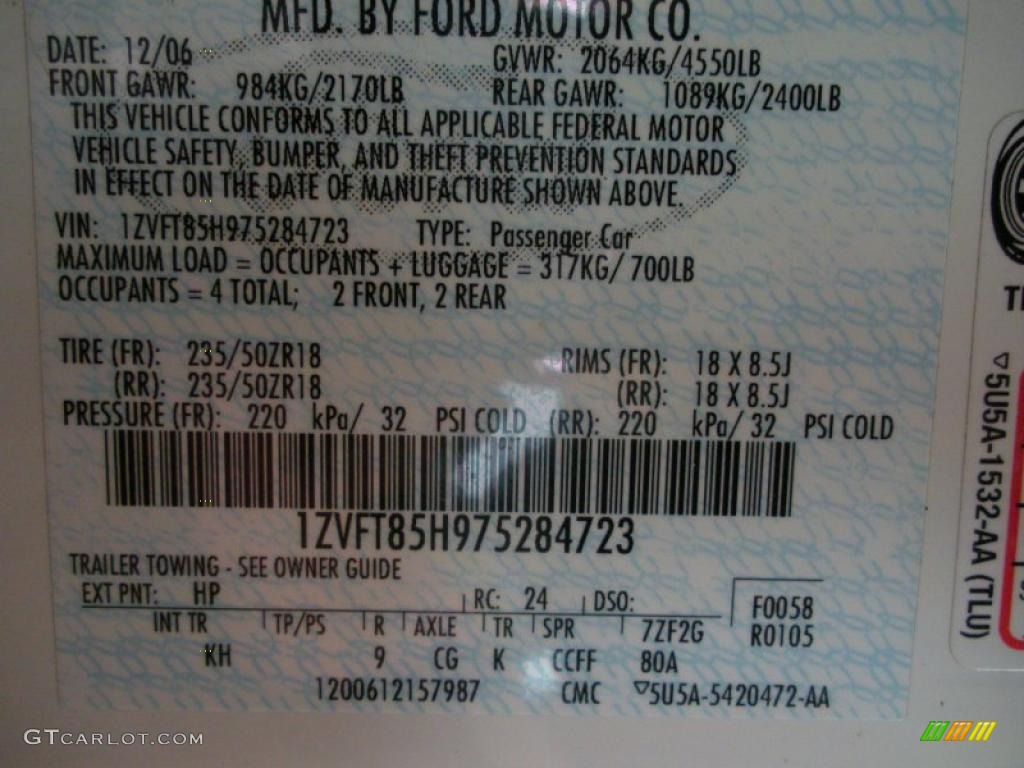 MFD. BY FORD MOTOR CO.
DATE: 12/06 GVWR: 2064KG/4550LB
FRONT GAWR: 984KG/2170LB REAR GAWR: 1089KG/2400LB
THIS VEHICLE CONFORMS TO ALL APPLICABLE FEDERAL MOTOR
VEHICLE SAFETY, BUMPER, AND THEFT PREVENTION STANDARDS
IN EFFECT ON THE DATE OF MANUFACTURE SHOWN ABOVE.
VIN: 1ZVFT85H975284723 TYPE: Passenger Car
MAXIMUM LOAD = OCCUPANTS + LUGGAGE = 317KG/ 700LB
OCCUPANTS = 4 TOTAL; 2 FRONT, 2 REAR
TIRE (FR): 235/50ZR18 RIMS (FR): 18 X 8.5J
(RR): 235/50ZR18 (RR): 18 X 8.5J
PRESSURE (FR): 220 kPa/ 32 PSI COLD (RR): 220 kPa/ 32 PSI COLD
1ZVFT85H975284723
TRAILER TOWING - SEE OWNER GUIDE
EXT PNT: HP RC: 24 DSO: F0058
INT TR TP/PS R AXLE TR SPR 7ZF2G R0105
KH 9 CG K CCFF 80A
1200612157987 CMC ▽5U5A-5420472-AA
▽5U5A-1532-AA (TLU)
GTCARLOT.COM